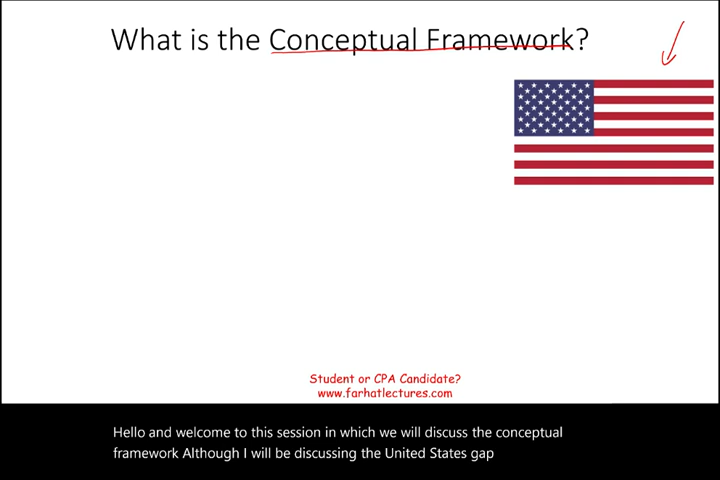 What is the Conceptual Framework?
Student or CPA Candidate?
www.farhatlectures.com
Hello and welcome to this session in which we will discuss the conceptual
framework Although I will be discussing the United States gap